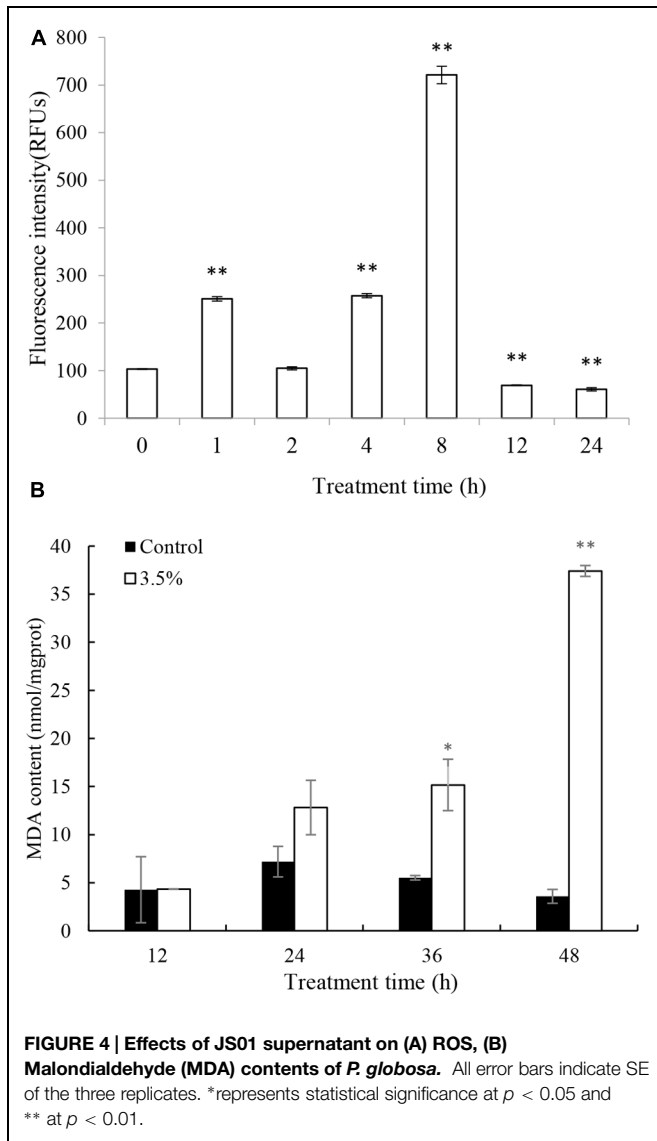 A
Fluorescence intensity(RFUs)
800
700
600
500
400
300
200
100
0
**
**
**
**
**
0 1 2 4 8 12 24
Treatment time (h)
B
MDA content (nmol/mgprot)
Control
3.5%
40
35
30
25
20
15
10
5
0
*
**
12 24 36 48
Treatment time (h)
FIGURE 4 | Effects of JS01 supernatant on (A) ROS, (B)
Malondialdehyde (MDA) contents of P. globosa. All error bars indicate SE
of the three replicates. *represents statistical significance at p < 0.05 and
** at p < 0.01.